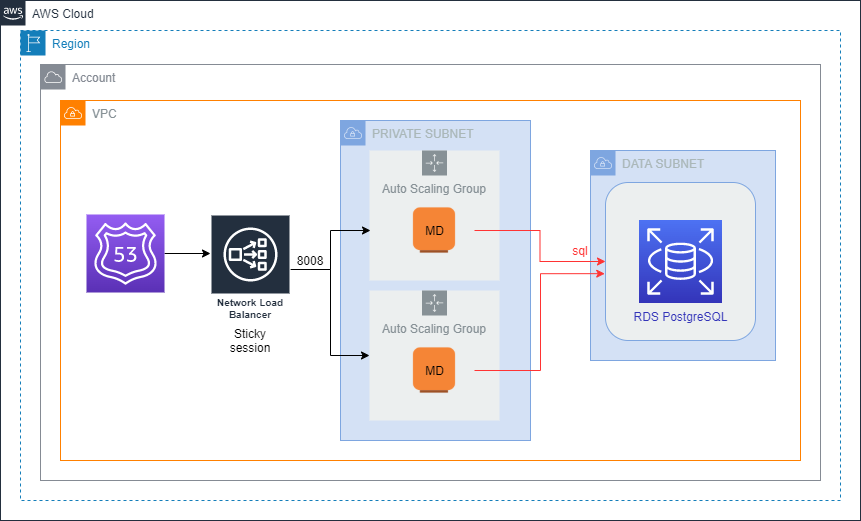 aws
AWS Cloud
Region
Account
VPC
PRIVATE SUBNET
Auto Scaling Group
MD
Auto Scaling Group
MD
53
Network Load
Balancer
Sticky
session
8008
sql
DATA SUBNET
RDS PostgreSQL